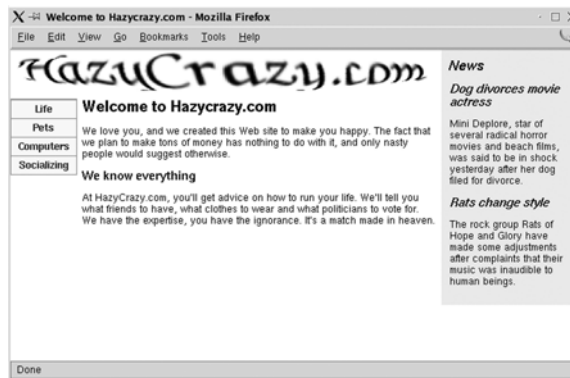 Welcome to Hazycrazy.com - Mozilla Firefox
File Edit View Go Bookmarks Tools Help
HazyCrazy.com
Life
Pets
Computers
Socializing
Welcome to Hazycrazy.com
We love you, and we created this Web site to make you happy. The fact that
we plan to make tons of money has nothing to do with it, and only nasty
people would suggest otherwise.
We know everything
At HazyCrazy.com, you'll get advice on how to run your life. We'll tell you
what friends to have, what clothes to wear and what politicians to vote for.
We have the expertise, you have the ignorance. It's a match made in heaven.
News
Dog divorces movie
actress
Mini Deplore, star of
several radical horror
movies and beach films,
was said to be in shock
yesterday after her dog
filed for divorce.
Rats change style
The rock group Rats of
Hope and Glory have
made some adjustments
after complaints that their
music was inaudible to
human beings.
Done